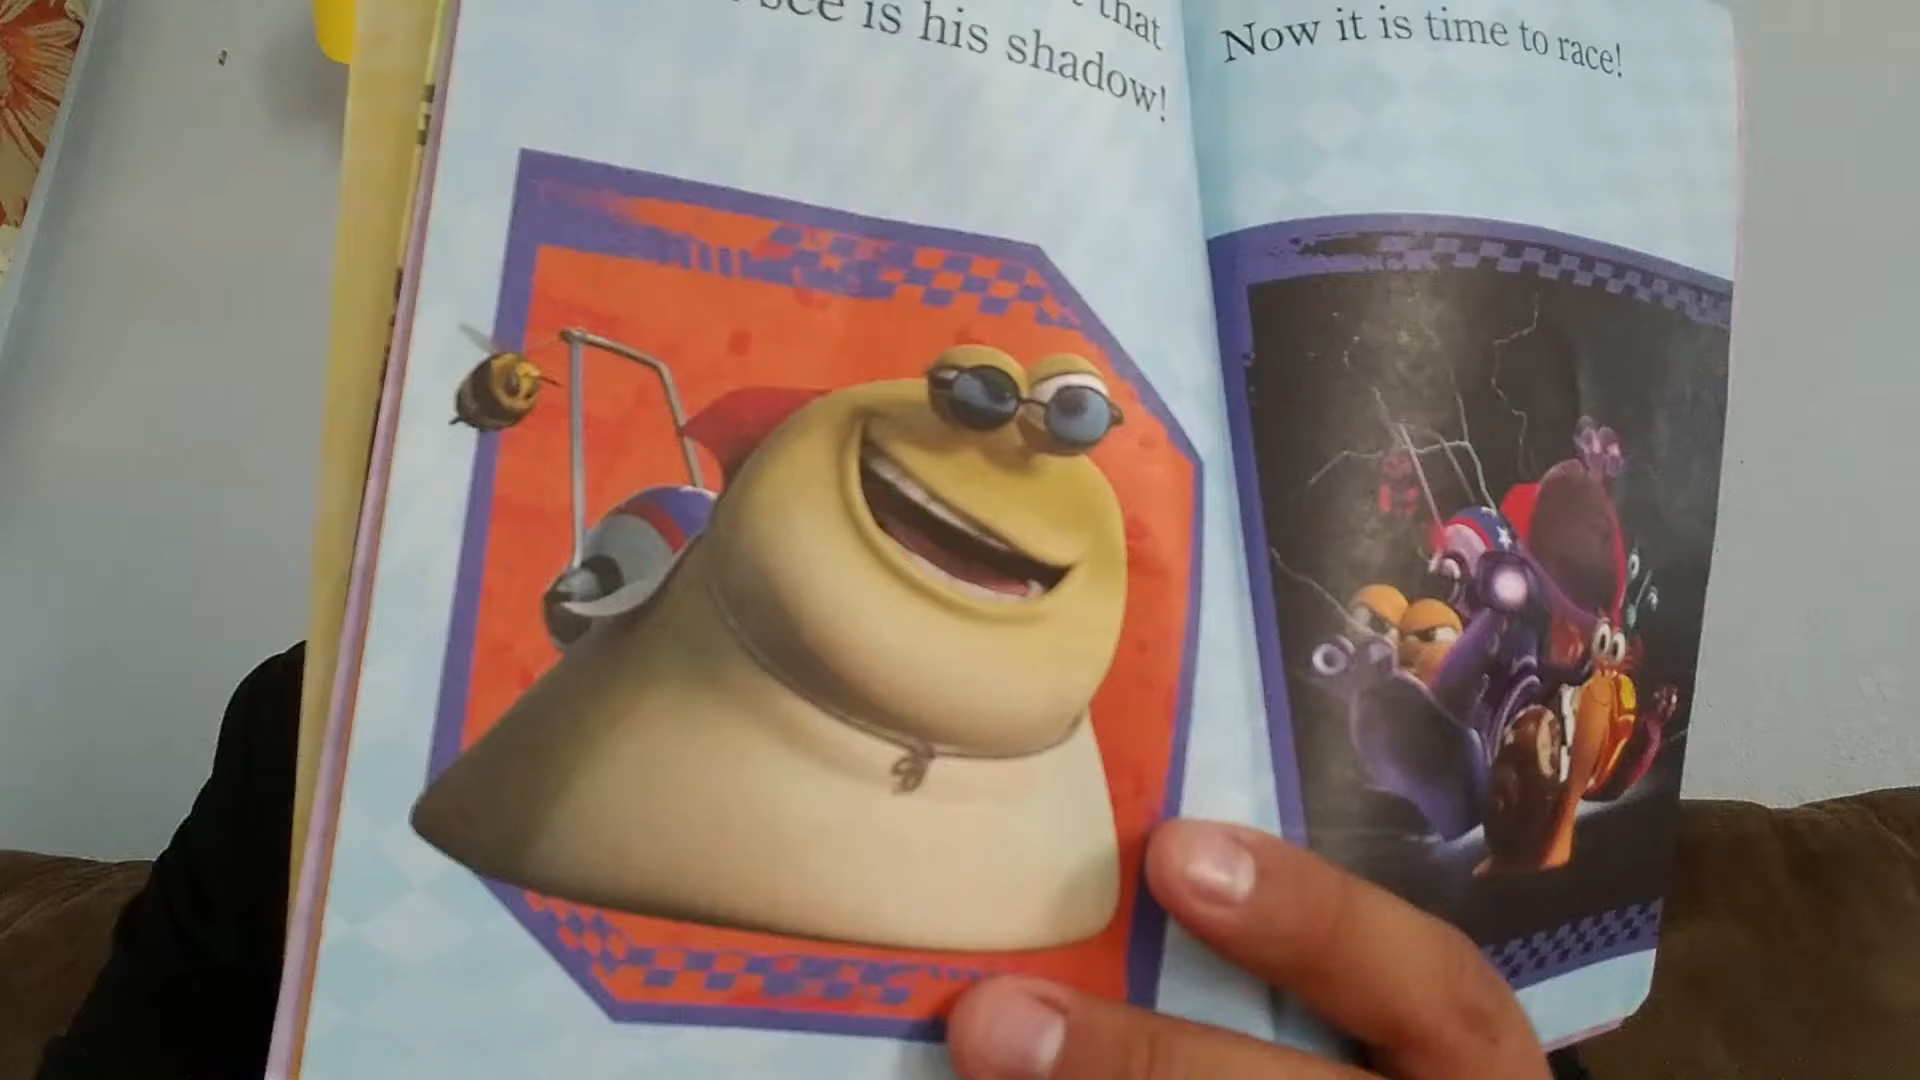 that
see is his shadow!
Now it is time to race!